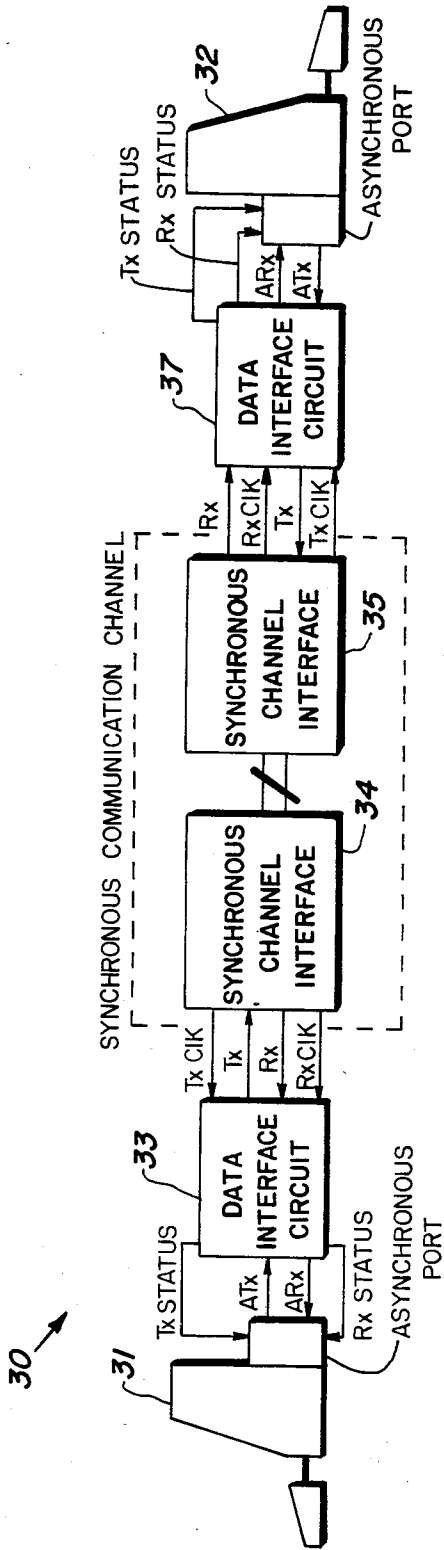 30
31
Tx STATUS
ATx
ARx
Rx STATUS
ASYNCHRONOUS
PORT
33
DATA
INTERFACE
CIRCUIT
Tx ClK
Tx
Rx
Rx ClK
SYNCHRONOUS COMMUNICATION CHANNEL
SYNCHRONOUS
CHANNEL
INTERFACE
34
SYNCHRONOUS
CHANNEL
INTERFACE
35
Rx
Rx ClK
Tx
Tx ClK
37
DATA
INTERFACE
CIRCUIT
Tx STATUS
Rx STATUS
ARx
ATx
32
ASYNCHRONOUS
PORT